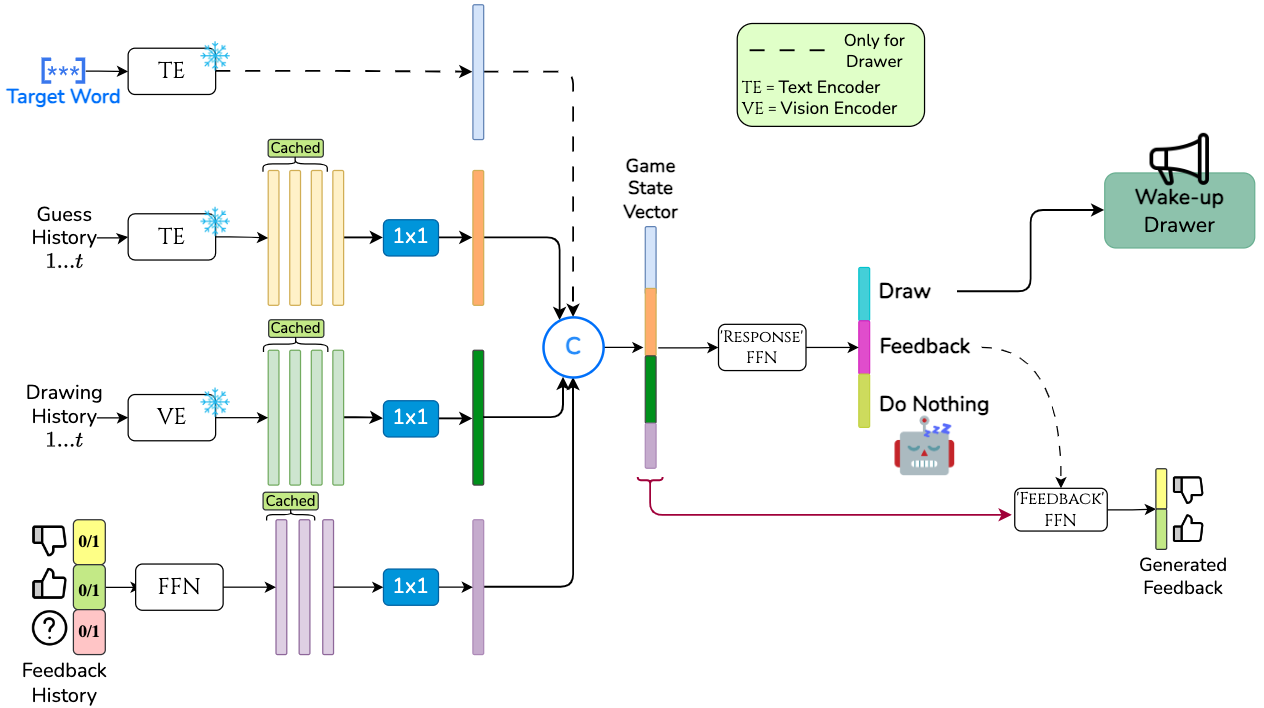 [***]
Target Word
TE
Only for
Drawer
TE = Text Encoder
VE = Vision Encoder
Cached
Guess
History
1...t
TE
1x1
Game
State
Vector
Wake-up
Drawer
Cached
Drawing
History
1...t
VE
1x1
C
'Response'
FFN
Draw
Feedback
Do Nothing
zzz
Cached
0/1
0/1
0/1
?
FFN
1x1
Feedback
History
'Feedback'
FFN
Generated
Feedback